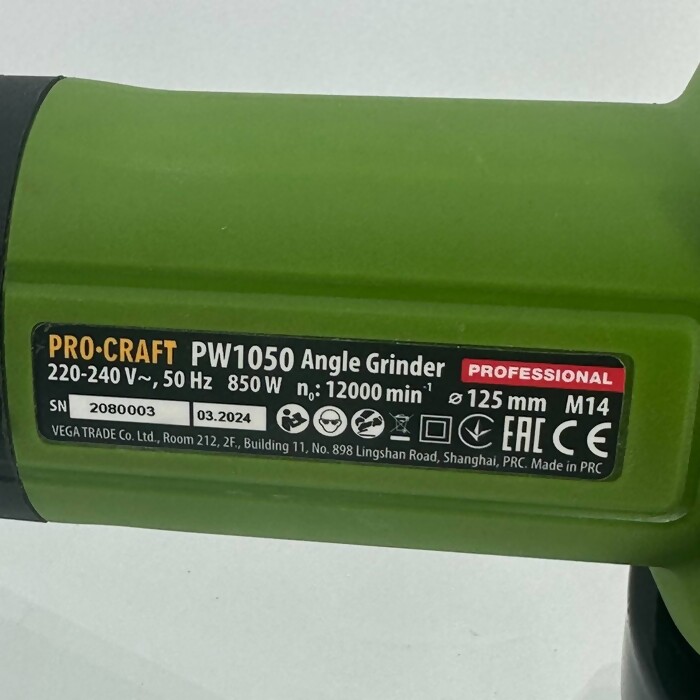 PRO•CRAFT PW1050 Angle Grinder PROFESSIONAL
220-240 V~, 50 Hz 850 W n₀: 12000 min⁻¹ ⌀ 125 mm M14
SN 2080003 03.2024 EAC CE
VEGA TRADE Co. Ltd., Room 212, 2F., Building 11, No. 898 Lingshan Road, Shanghai, PRC. Made in PRC